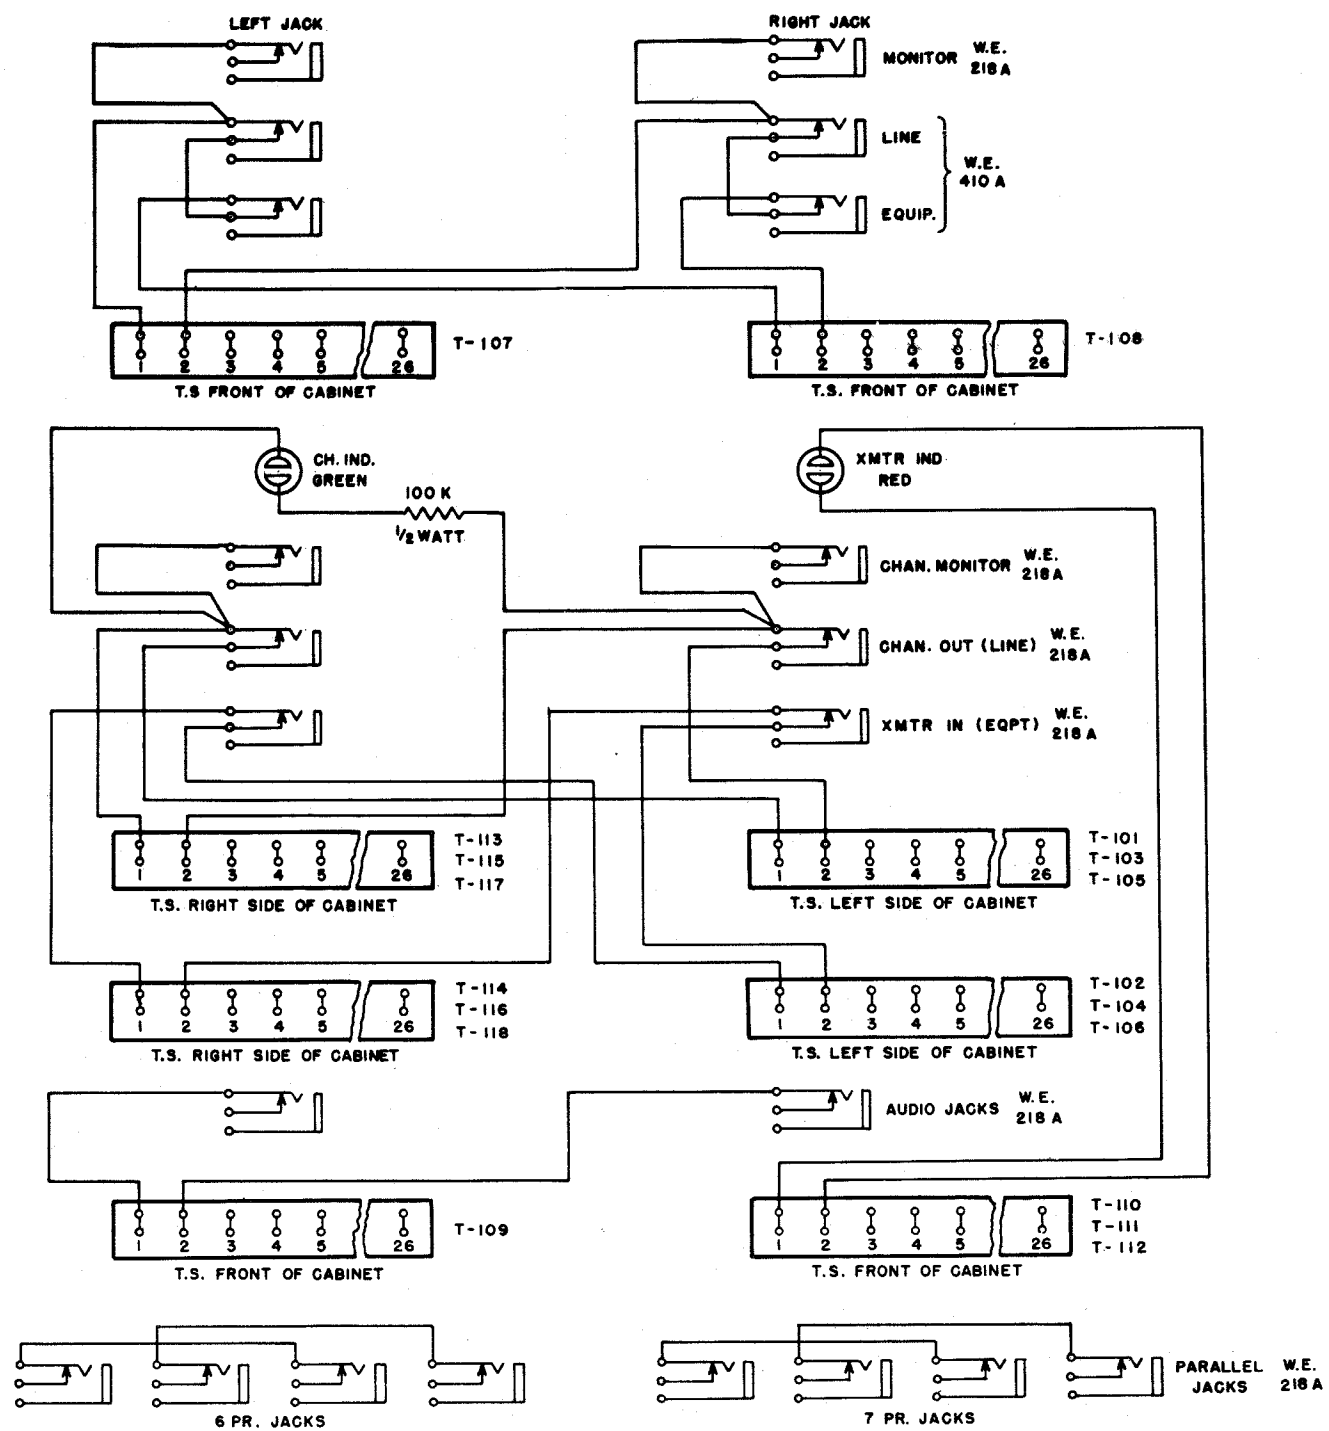 LEFT JACK
RIGHT JACK
MONITOR
W.E.
218A
LINE
W.E.
410A
EQUIP.
1 2 3 4 5 26
T-107
T.S FRONT OF CABINET
1 2 3 4 5 26
T-108
T.S. FRONT OF CABINET
CH. IND.
GREEN
100 K
1/2 WATT
XMTR IND
RED
CHAN. MONITOR
W.E.
218A
CHAN. OUT (LINE)
W.E.
218A
XMTR IN (EQPT)
W.E.
218A
1 2 3 4 5 26
T-113
T-115
T-117
T.S. RIGHT SIDE OF CABINET
1 2 3 4 5 26
T-101
T-103
T-105
T.S. LEFT SIDE OF CABINET
1 2 3 4 5 26
T-114
T-116
T-118
T.S. RIGHT SIDE OF CABINET
1 2 3 4 5 26
T-102
T-104
T-106
T.S. LEFT SIDE OF CABINET
AUDIO JACKS
W.E.
218A
1 2 3 4 5 26
T-109
T.S. FRONT OF CABINET
1 2 3 4 5 26
T-110
T-111
T-112
T.S. FRONT OF CABINET
6 PR. JACKS
7 PR. JACKS
PARALLEL
JACKS
W.E.
218A